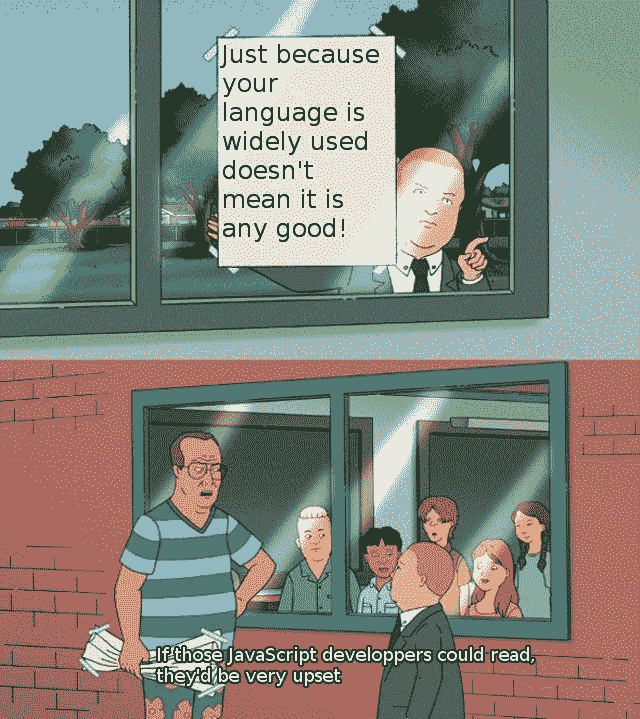 Just because
your
language is
widely used
doesn't
mean it is
any good!
If those JavaScript developpers could read,
they'd be very upset